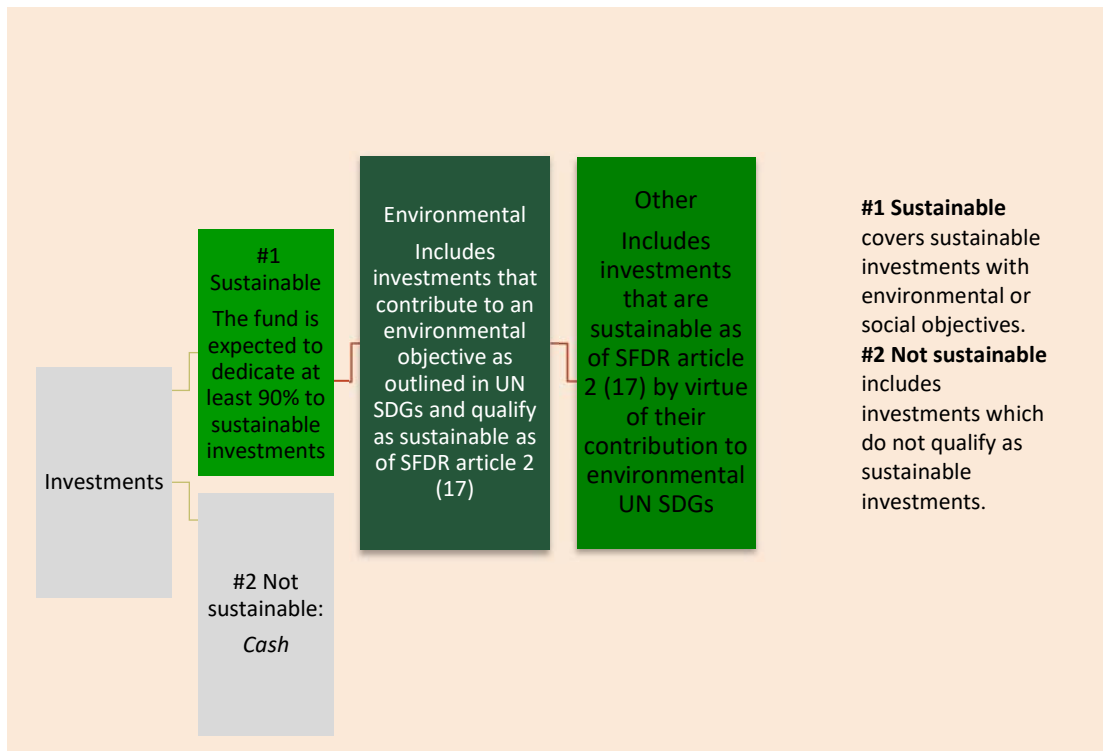 Investments
#1
Sustainable
The fund is
expected to
dedicate at
least 90% to
sustainable
investments
#2 Not
sustainable:
Cash
Environmental
Includes
investments that
contribute to an
environmental
objective as
outlined in UN
SDGs and qualify
as sustainable as
of SFDR article 2
(17)
Other
Includes
investments
that are
sustainable as
of SFDR article
2 (17) by virtue
of their
contribution to
environmental
UN SDGs
#1 Sustainable
covers sustainable
investments with
environmental or
social objectives.
#2 Not sustainable
includes
investments which
do not qualify as
sustainable
investments.